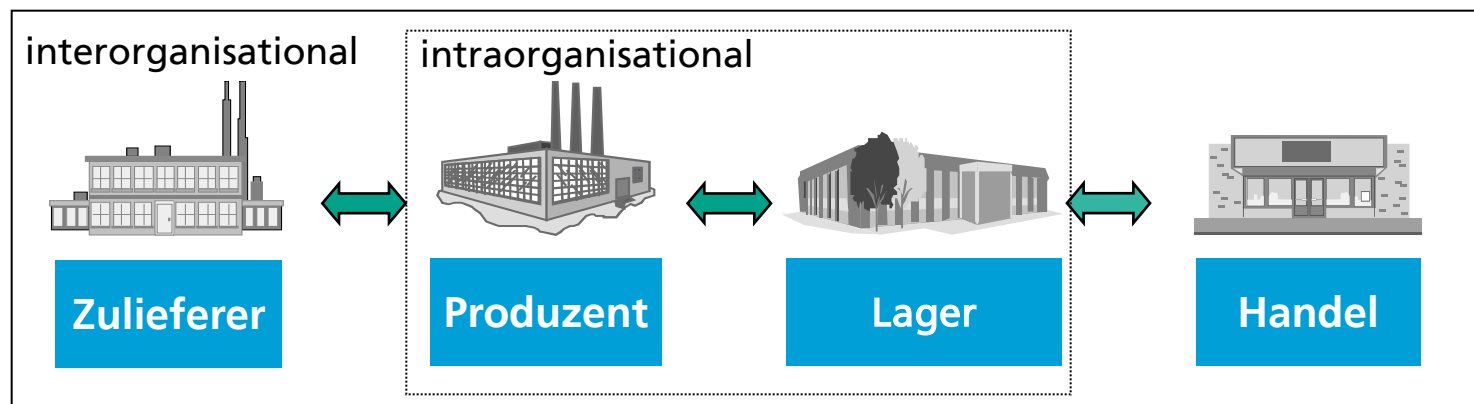 interorganisational
intraorganisational
Zulieferer
Produzent
Lager
Handel